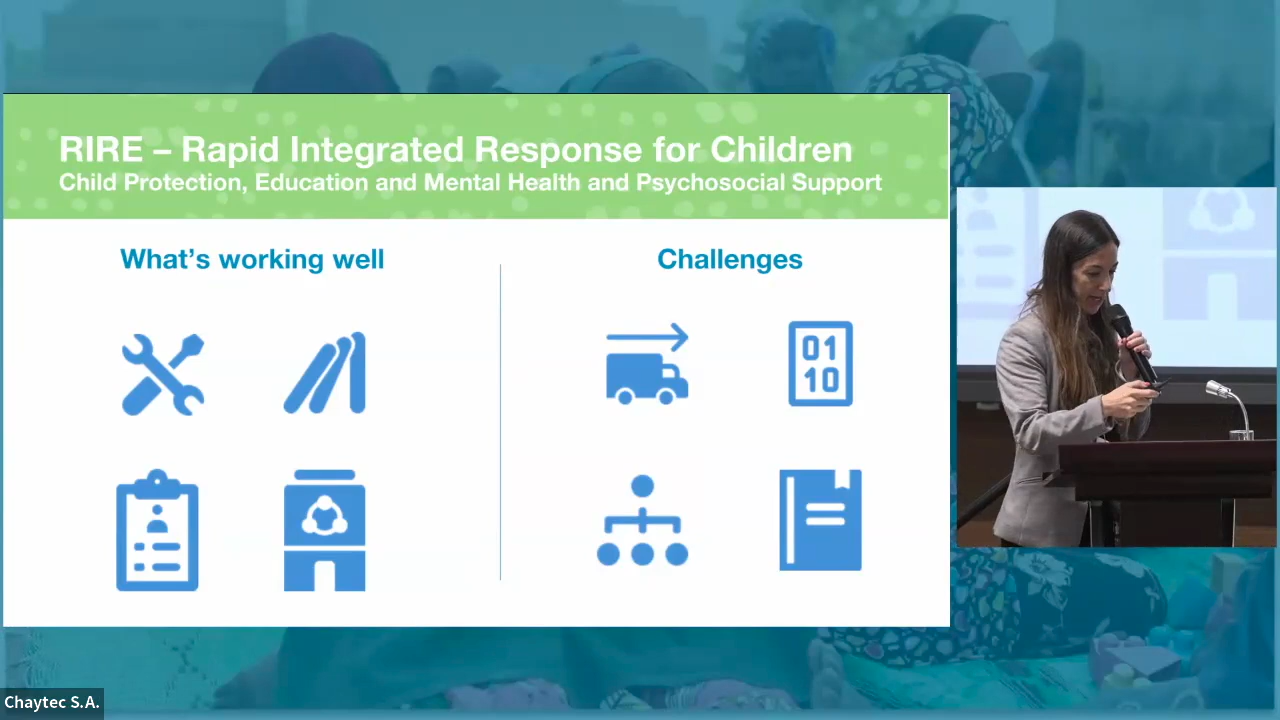 RIRE – Rapid Integrated Response for Children
Child Protection, Education and Mental Health and Psychosocial Support
What's working well
Challenges
01
10
Chaytec S.A.